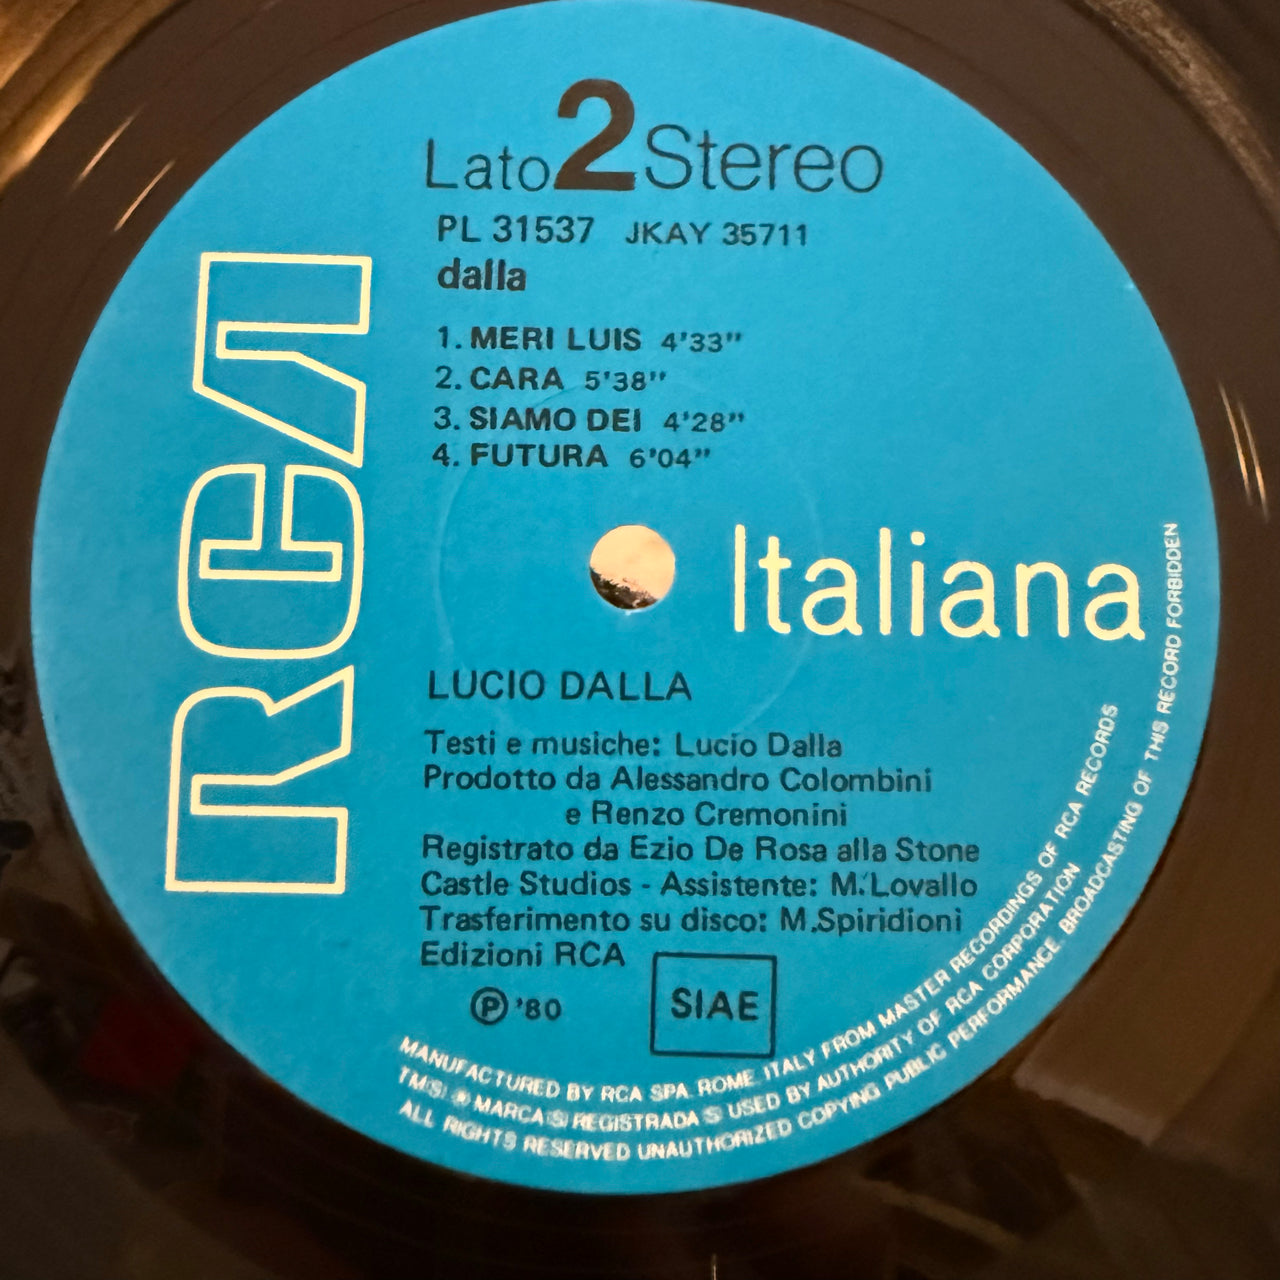 Lato 2 Stereo
PL 31537 JKAY 35711
dalla
1. MERI LUIS 4'33"
2. CARA 5'38"
3. SIAMO DEI 4'28"
4. FUTURA 6'04"
RCA
Italiana
LUCIO DALLA
Testi e musiche: Lucio Dalla
Prodotto da Alessandro Colombini
e Renzo Cremonini
Registrato da Ezio De Rosa alla Stone
Castle Studios - Assistente: M. Lovallo
Trasferimento su disco: M.Spiridioni
Edizioni RCA
℗ '80
SIAE
MANUFACTURED BY RCA SPA. ROME. ITALY FROM MASTER RECORDINGS OF RCA RECORDS
TM(S) ® MARCA(S) REGISTRADA S USED BY AUTHORITY OF RCA CORPORATION
ALL RIGHTS RESERVED UNAUTHORIZED COPYING PUBLIC PERFORMANCE. BROADCASTING OF THIS RECORD FORBIDDEN